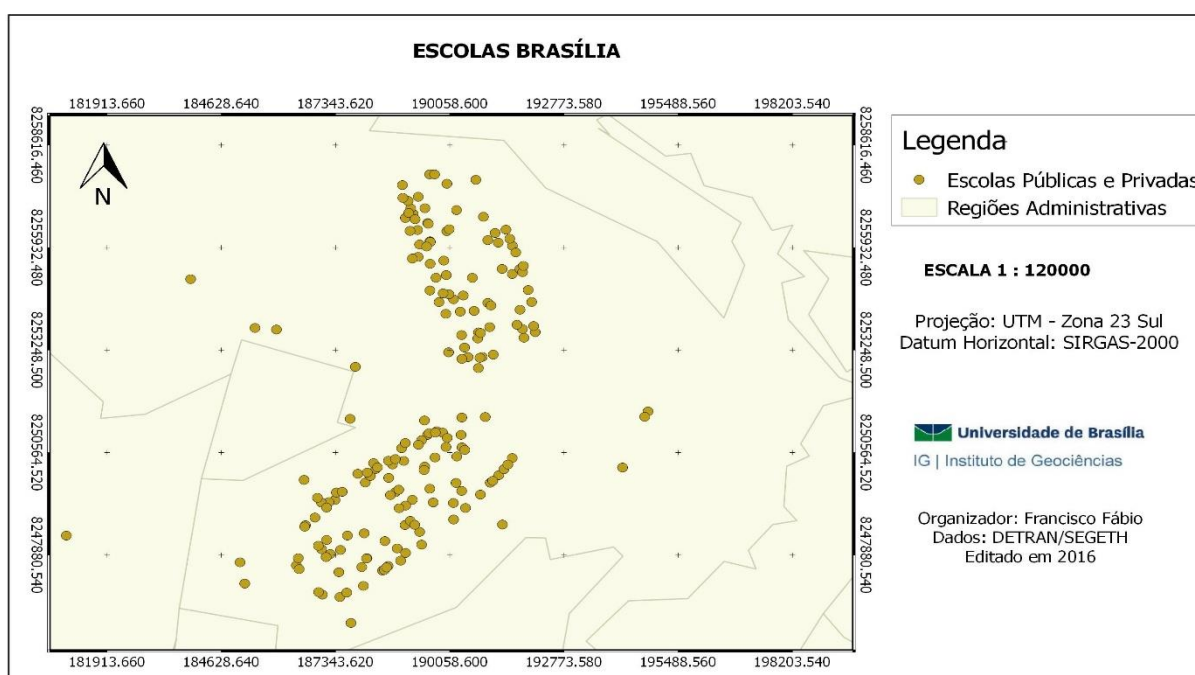 ESCOLAS BRASÍLIA
181913.660 184628.640 187343.620 190058.600 192773.580 195488.560 198203.540
8258616.460 8258616.460
8255932.480 8255932.480
8253248.500 8253248.500
8250564.520 8250564.520
8247880.540 8247880.540
N
181913.660 184628.640 187343.620 190058.600 192773.580 195488.560 198203.540
Legenda
Escolas Públicas e Privadas
Regiões Administrativas
ESCALA 1 : 120000
Projeção: UTM - Zona 23 Sul
Datum Horizontal: SIRGAS-2000
Universidade de Brasília
IG | Instituto de Geociências
Organizador: Francisco Fábio
Dados: DETRAN/SEGETH
Editado em 2016